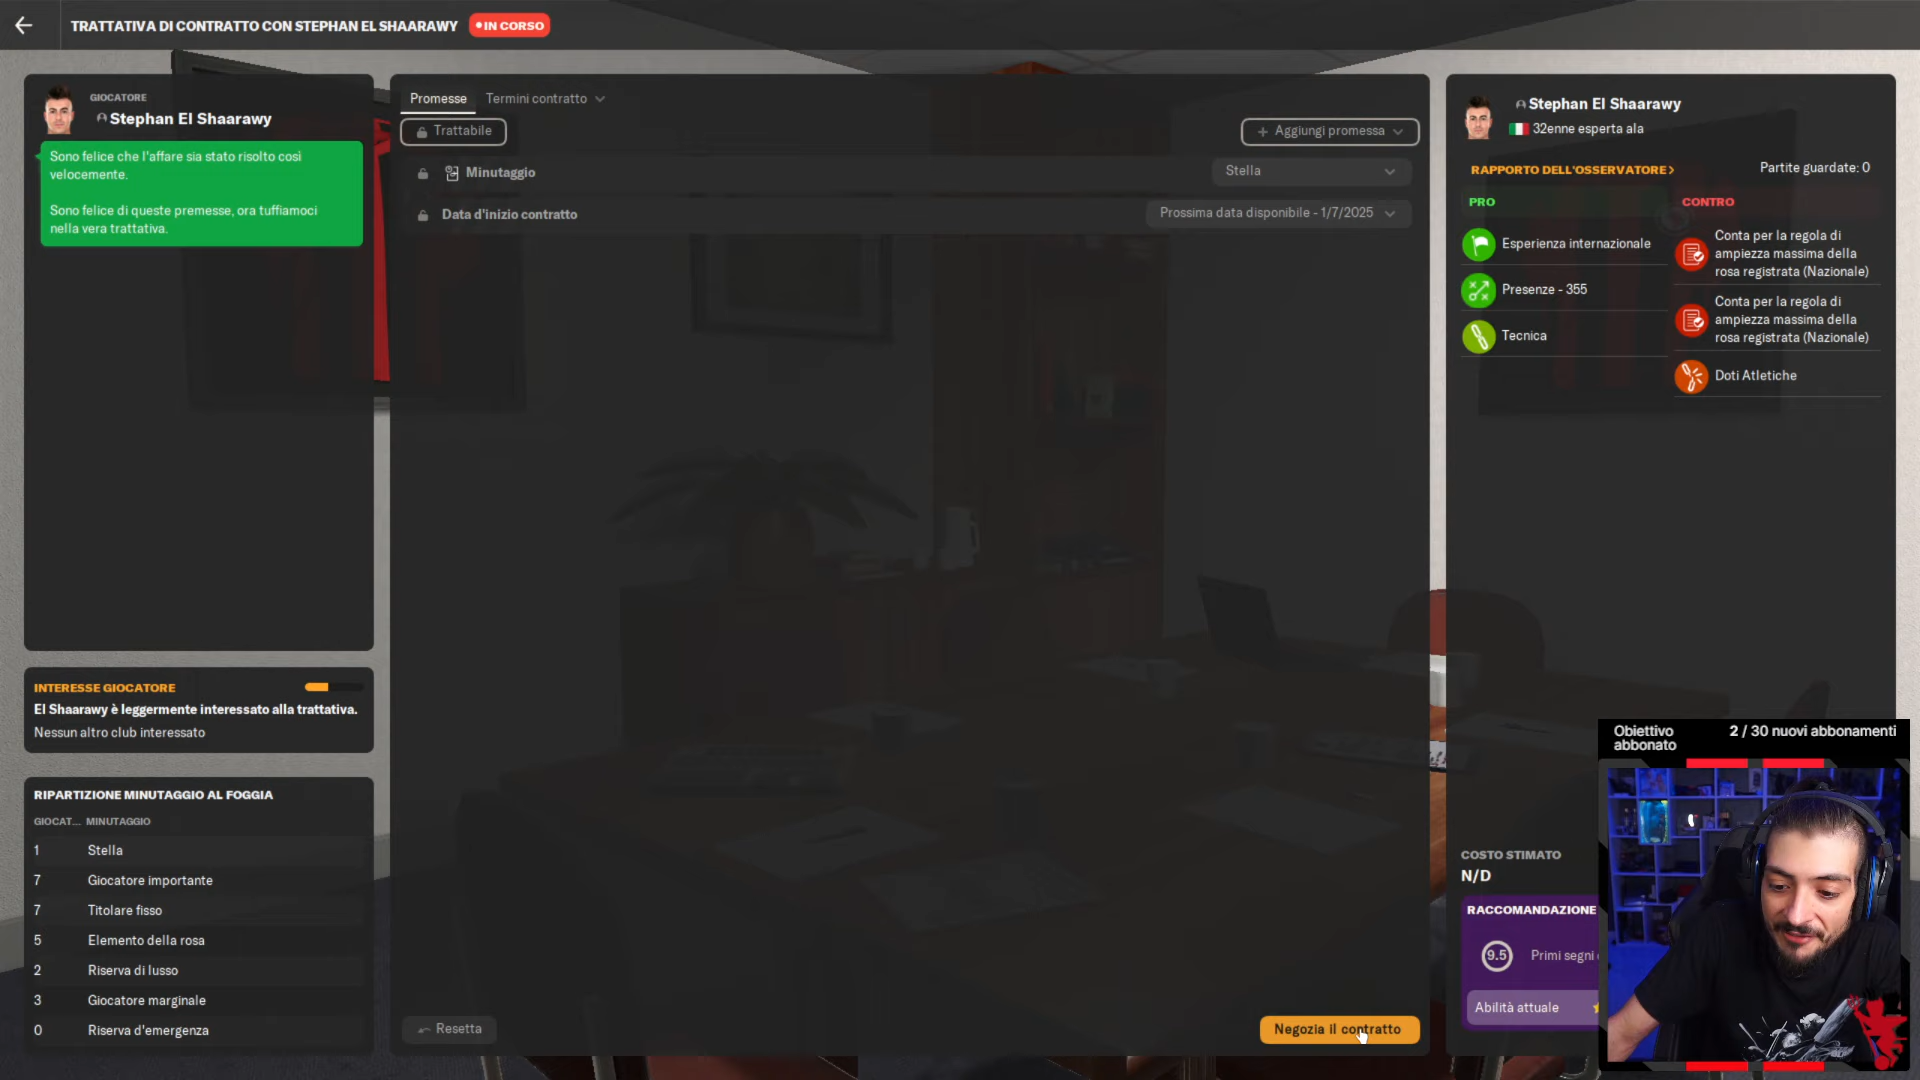 TRATTATIVA DI CONTRATTO CON STEPHAN EL SHAARAWY
IN CORSO
GIOCATORE
Stephan El Shaarawy
Sono felice che l'affare sia stato risolto così
velocemente.
Sono felice di queste premesse, ora tuffiamoci
nella vera trattativa.
INTERESSE GIOCATORE
El Shaarawy è leggermente interessato alla trattativa.
Nessun altro club interessato
RIPARTIZIONE MINUTAGGIO AL FOGGIA
GIOCAT... MINUTAGGIO
1 Stella
7 Giocatore importante
7 Titolare fisso
5 Elemento della rosa
2 Riserva di lusso
3 Giocatore marginale
0 Riserva d'emergenza
Promesse Termini contratto
Trattabile
+ Aggiungi promessa
Minutaggio Stella
Data d'inizio contratto Prossima data disponibile - 1/7/2025
Resetta
Negozia il contratto
Stephan El Shaarawy
32enne esperta ala
RAPPORTO DELL'OSSERVATORE>
Partite guardate: 0
PRO
Esperienza internazionale
Presenze - 355
Tecnica
CONTRO
Conta per la regola di
ampiezza massima della
rosa registrata (Nazionale)
Conta per la regola di
ampiezza massima della
rosa registrata (Nazionale)
Doti Atletiche
COSTO STIMATO
N/D
RACCOMANDAZIONE
9.5 Primi segni
Abilità attuale
Obiettivo
abbonato
2 / 30 nuovi abbonamenti